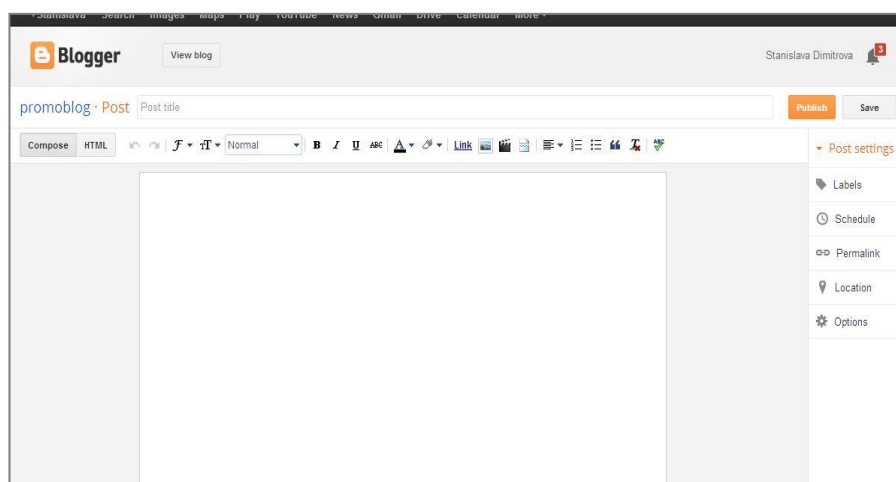 +Stanislava Search Images Maps Play YouTube News Gmail Drive Calendar More
Blogger
View blog
Stanislava Dimitrova
3
promoblog · Post
Post title
Publish
Save
Compose HTML
Normal
B I U ABC A Link
ABC
Post settings
Labels
Schedule
Permalink
Location
Options